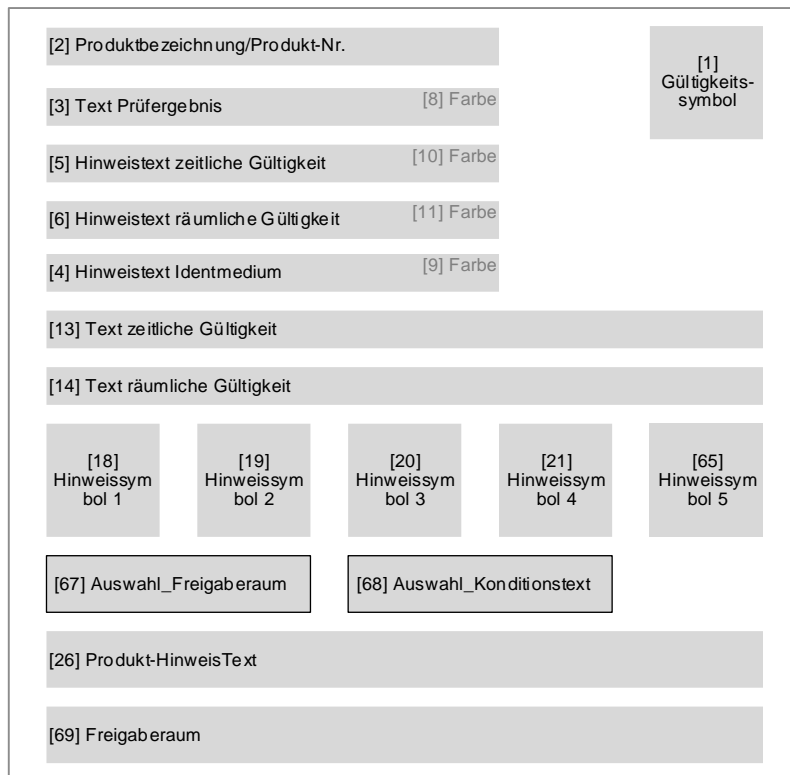 [2] Produktbezeichnung/Produkt-Nr.
[1]
Gültigkeits-
symbol
[3] Text Prüfergebnis
[8] Farbe
[5] Hinweistext zeitliche Gültigkeit
[10] Farbe
[6] Hinweistext räumliche Gültigkeit
[11] Farbe
[4] Hinweistext Identmedium
[9] Farbe
[13] Text zeitliche Gültigkeit
[14] Text räumliche Gültigkeit
[18]
Hinweissym
bol 1
[19]
Hinweissym
bol 2
[20]
Hinweissym
bol 3
[21]
Hinweissym
bol 4
[65]
Hinweissym
bol 5
[67] Auswahl_Freigaberaum
[68] Auswahl_Konditionstext
[26] Produkt-HinweisText
[69] Freigaberaum